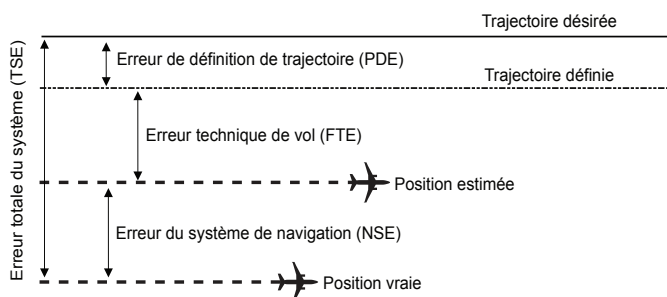 Trajectoire désirée
Erreur de définition de trajectoire (PDE)
Trajectoire définie
Erreur technique de vol (FTE)
Position estimée
Erreur du système de navigation (NSE)
Position vraie
Erreur totale du système (TSE)